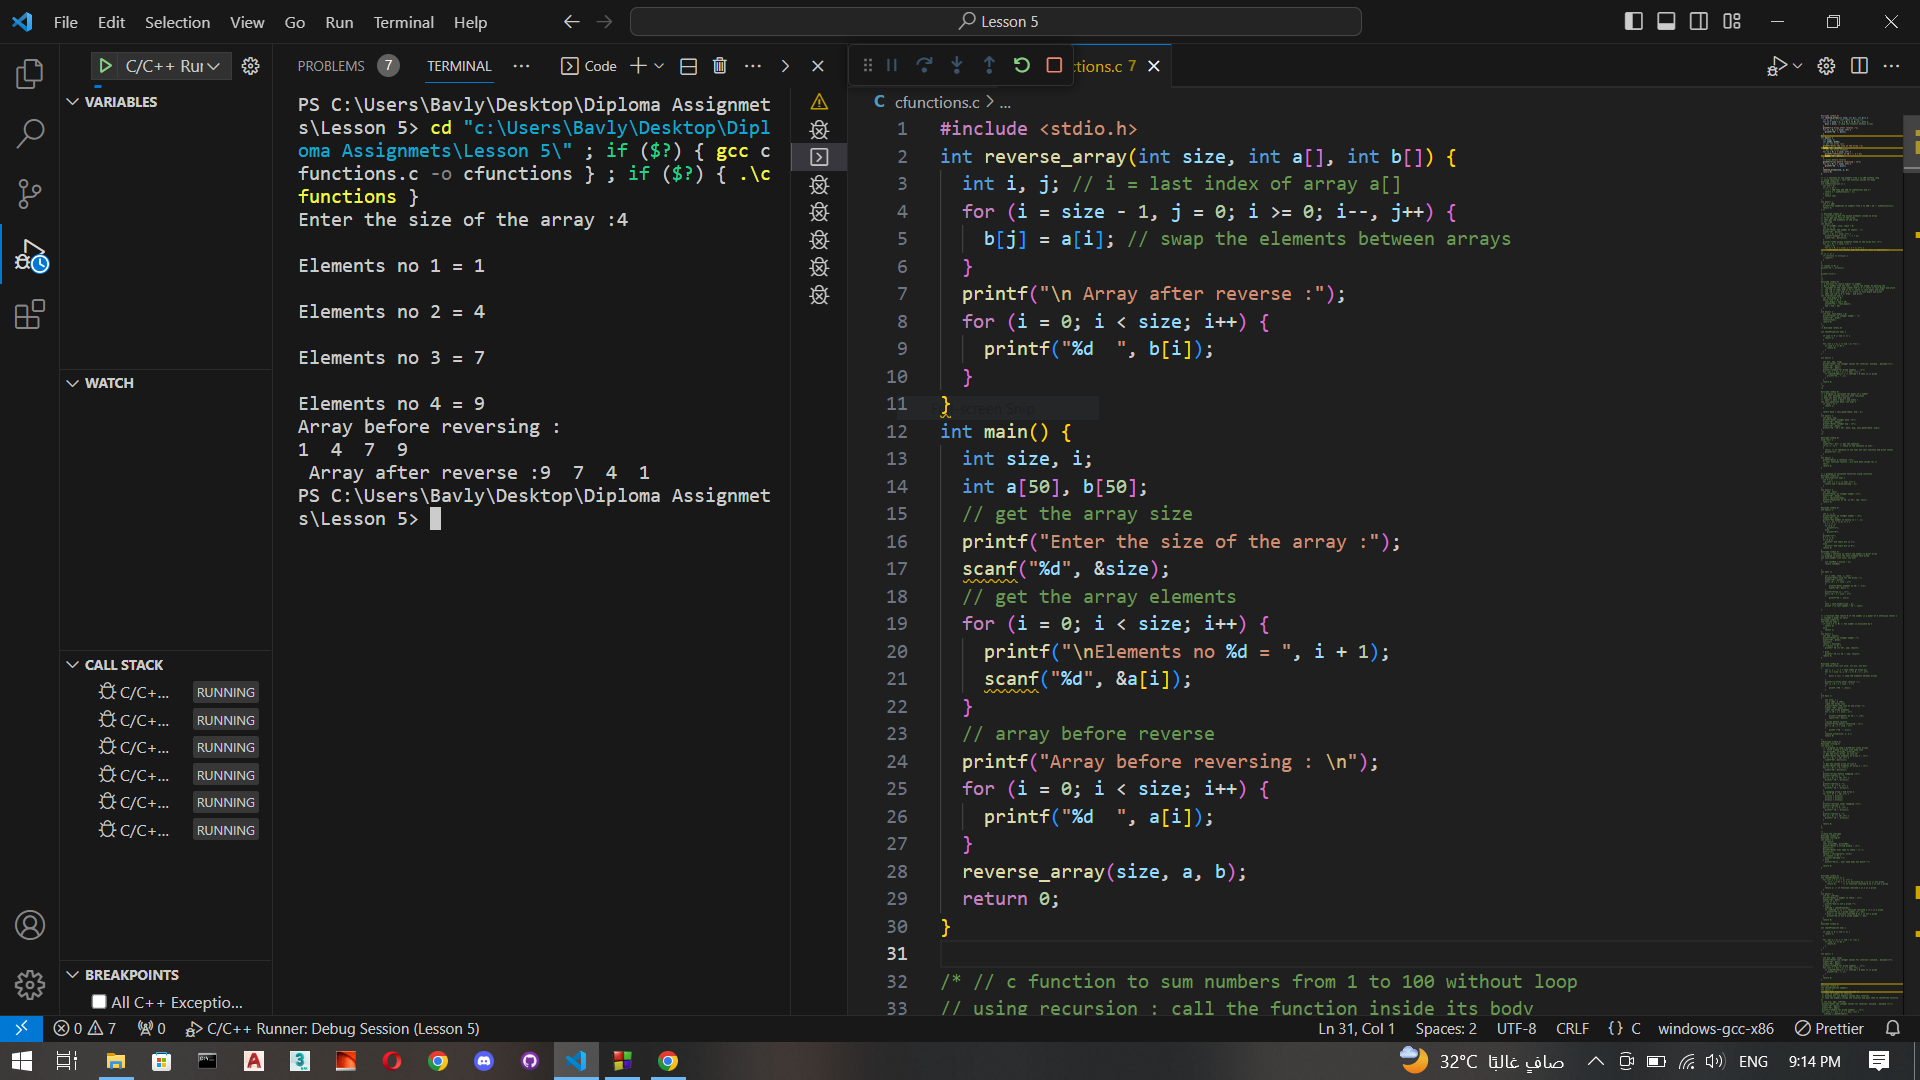 File Edit Selection View Go Run Terminal Help
Lesson 5
C/C++ Rur
VARIABLES
WATCH
CALL STACK
C/C+... RUNNING
C/C+... RUNNING
C/C+... RUNNING
C/C+... RUNNING
C/C+... RUNNING
C/C+... RUNNING
BREAKPOINTS
All C++ Exceptio...
PROBLEMS 7 TERMINAL ... Code
PS C:\Users\Bavly\Desktop\Diploma Assignmet
s\Lesson 5> cd "c:\Users\Bavly\Desktop\Dipl
oma Assignmets\Lesson 5\" ; if ($?) { gcc c
functions.c -o cfunctions } ; if ($?) { .\c
functions }
Enter the size of the array :4
Elements no 1 = 1
Elements no 2 = 4
Elements no 3 = 7
Elements no 4 = 9
Array before reversing :
1  4  7  9
 Array after reverse :9  7  4  1
PS C:\Users\Bavly\Desktop\Diploma Assignmet
s\Lesson 5>
tions.c 7
C cfunctions.c > ...
1 #include <stdio.h>
2 int reverse_array(int size, int a[], int b[]) {
3   int i, j; // i = last index of array a[]
4   for (i = size - 1, j = 0; i >= 0; i--, j++) {
5     b[j] = a[i]; // swap the elements between arrays
6   }
7   printf("\n Array after reverse :");
8   for (i = 0; i < size; i++) {
9     printf("%d  ", b[i]);
10   }
11 }
12 int main() {
13   int size, i;
14   int a[50], b[50];
15   // get the array size
16   printf("Enter the size of the array :");
17   scanf("%d", &size);
18   // get the array elements
19   for (i = 0; i < size; i++) {
20     printf("\nElements no %d = ", i + 1);
21     scanf("%d", &a[i]);
22   }
23   // array before reverse
24   printf("Array before reversing : \n");
25   for (i = 0; i < size; i++) {
26     printf("%d  ", a[i]);
27   }
28   reverse_array(size, a, b);
29   return 0;
30 }
31
32 /* // c function to sum numbers from 1 to 100 without loop
33 // using recursion : call the function inside its body
0 7 0 C/C++ Runner: Debug Session (Lesson 5) Ln 31, Col 1 Spaces: 2 UTF-8 CRLF {} C windows-gcc-x86 Prettier
32°C صافٍ غالبًا ENG 9:14 PM